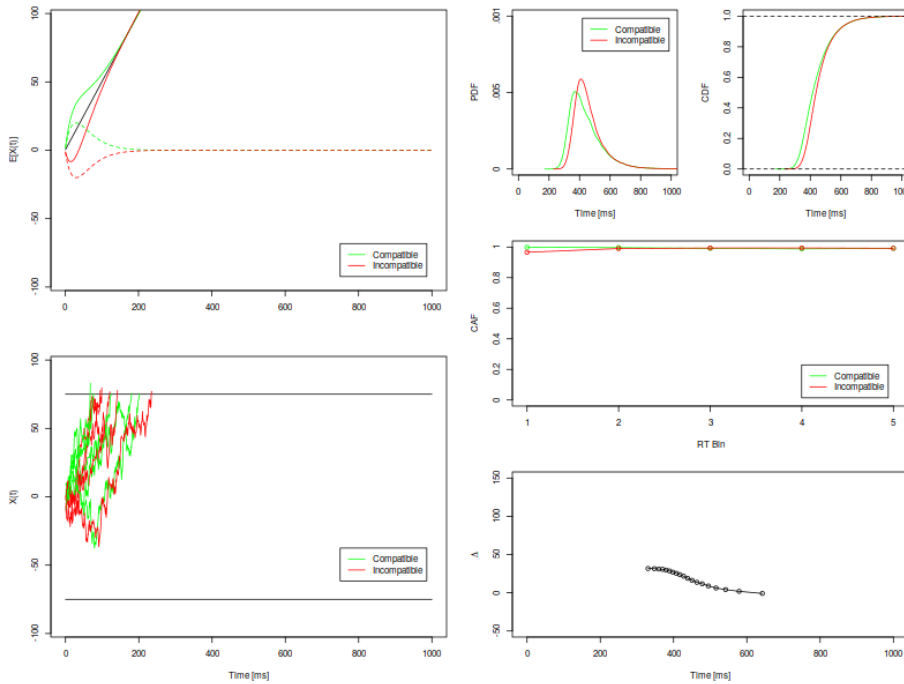 100
50
0
-50
-100
E[X(t)]
Compatible
Incompatible
0 200 400 600 800 1000
100
50
0
-50
-100
X(t)
Compatible
Incompatible
0 200 400 600 800 1000
Time [ms]
.001
.005
0
PDF
Compatible
Incompatible
0 200 400 600 800 1000
Time [ms]
1.0
0.8
0.6
0.4
0.2
0.0
CDF
0 200 400 600 800 1000
Time [ms]
1
0.8
0.6
0.4
0.2
0
CAF
Compatible
Incompatible
1 2 3 4 5
RT Bin
150
100
50
0
-50
Δ
0 200 400 600 800 1000
Time [ms]